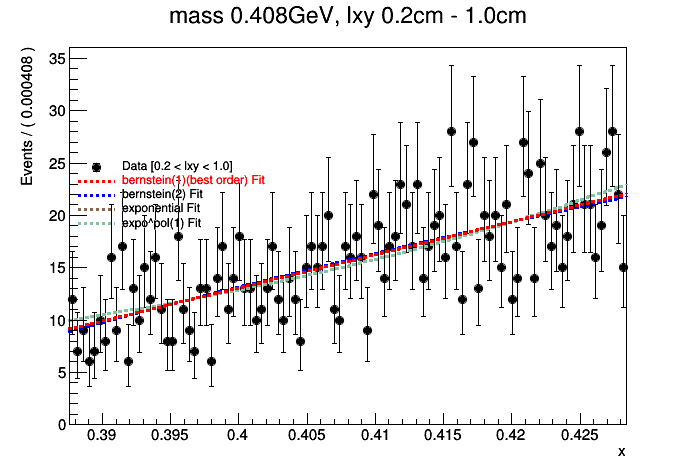 mass 0.408GeV, lxy 0.2cm - 1.0cm
Events / ( 0.000408 )
35
30
25
20
15
10
5
0
Data [0.2 < lxy < 1.0]
bernstein(1)(best order) Fit
bernstein(2) Fit
exponential Fit
expo^pol(1) Fit
0.39 0.395 0.4 0.405 0.41 0.415 0.42 0.425
x